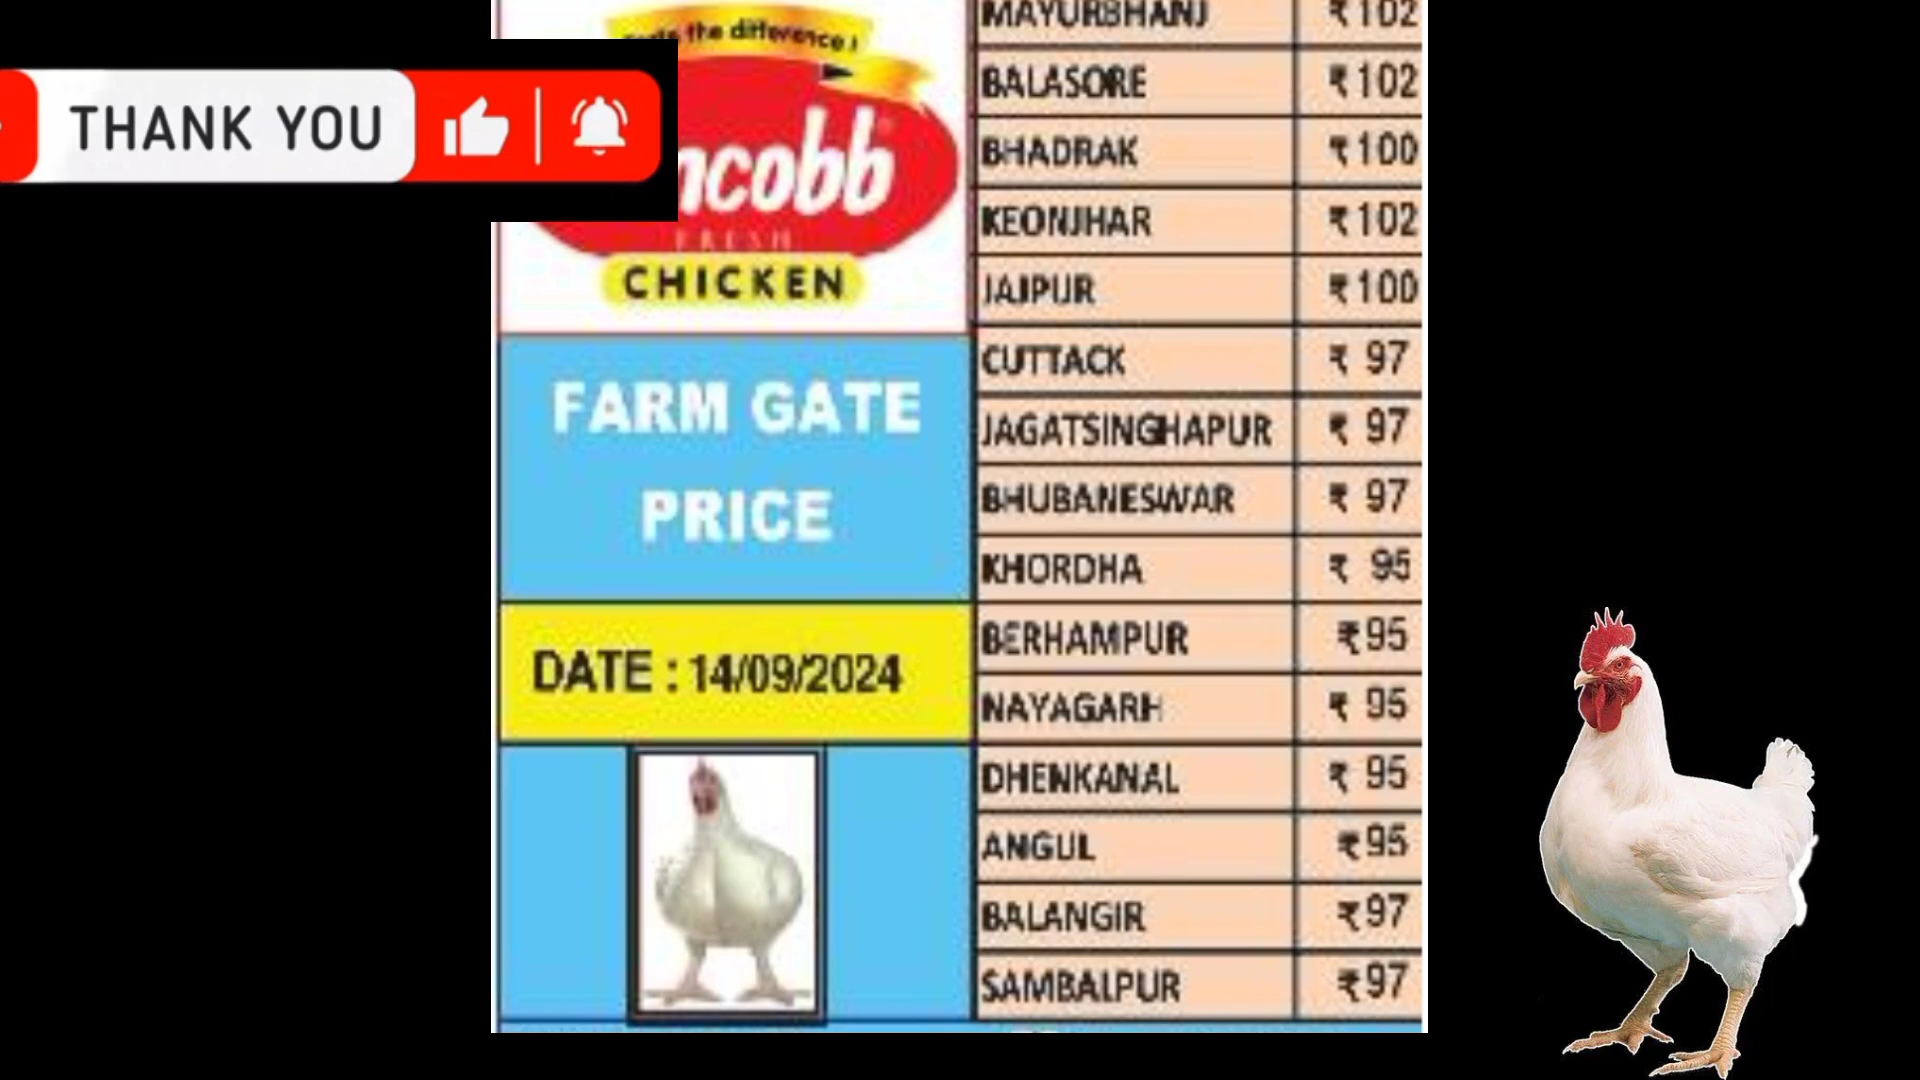 the difference!
THANK YOU
ncobb
FRESH
CHICKEN
FARM GATE
PRICE
DATE : 14/09/2024
MAYURBHANJ ₹102
BALASORE ₹102
BHADRAK ₹100
KEONJHAR ₹102
JAJPUR ₹100
CUTTACK ₹ 97
JAGATSINGHAPUR ₹ 97
BHUBANESWAR ₹ 97
KHORDHA ₹ 95
BERHAMPUR ₹95
NAYAGARH ₹ 95
DHENKANAL ₹ 95
ANGUL ₹95
BALANGIR ₹97
SAMBALPUR ₹97